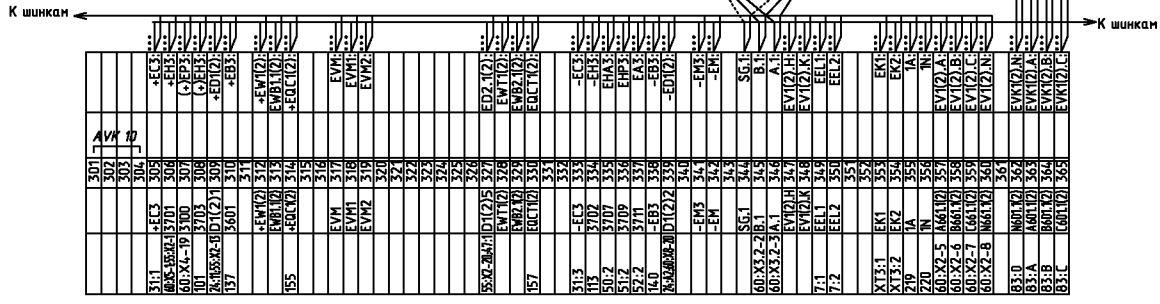 К шинкам
К шинкам
+EC3: +EH3: (+)EP3: (+)EH3: +ED1(2): +EB3: +EW1(2): EWB1.1(2): +EQC1(2): EVM: EVM1: EVM2: ED2.1(2): EWT1(2): EWB2.1(2): EQCT1(2): -EC3: -EH3: EHA3: EHP3: EA3: -EB3: -ED1(2): -EM3: -EM: SG.1: B.1: A.1: EV1(2).H: EV1(2).K: EEL1: EEL2: EK1: EK2: 1A: 1N: EV1(2).A: EV1(2).B: EV1(2).C: EV1(2).N: EVK1(2).N: EVK1(2).A: EVK1(2).B: EVK1(2).C:
AVK 10
301 302 303 304 305 306 307 308 309 310 311 312 313 314 315 316 317 318 319 320 321 322 323 324 325 326 327 328 329 330 331 332 333 334 335 336 337 338 339 340 341 342 343 344 345 346 347 348 349 350 351 352 353 354 355 356 357 358 359 360 361 362 363 364 365
+EC3 3701 3100 3703 D1(2)1 3601 +EW1(2) EWB1.1(2) +EQC1(2) EVM EVM1 EVM2 D1(2)5 EWT1(2) EWB2.1(2) EQCT1(2) -EC3 3702 3707 3709 3711 -EB3 D1(2)2 -EM3 -EM SG.1 B.1 A.1 EV1(2).H EV1(2).K EEL1 EEL2 EK1 EK2 1A 1N A661.1(2) B661.1(2) C661.1(2) N661.1(2) N601.1(2) A601.1(2) B601.1(2) C601.1(2)
31:1 60:X4-19 101 137 155 157 31:3 113 50:2 51:2 52:2 140 60:X3.2-2 60:X3.2-3 7:1 7:2 XT3:1 XT3:2 219 220 60:X2-5 60:X2-6 60:X2-7 60:X2-8 83:0 83:A 83:B 83:C